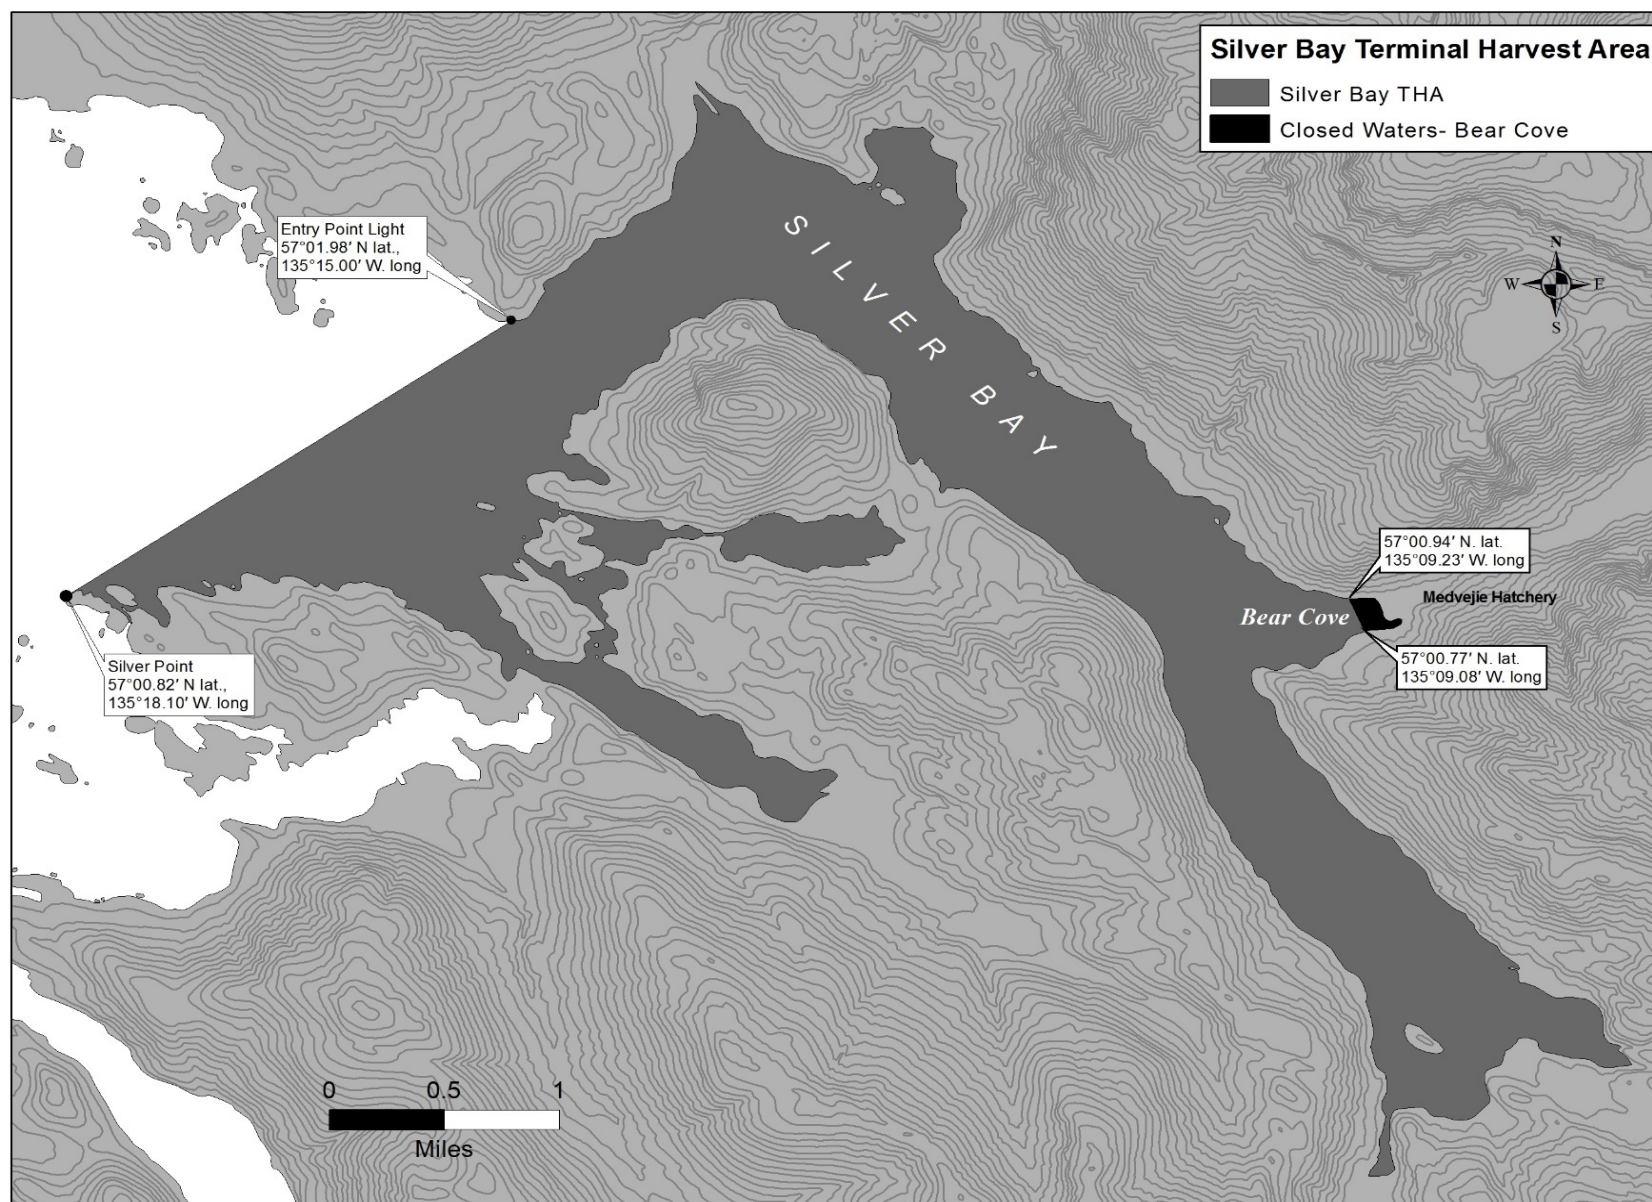 Silver Bay Terminal Harvest Area
Silver Bay THA
Closed Waters- Bear Cove
Entry Point Light
57°01.98′ N lat.,
135°15.00′ W. long
SILVER BAY
N
W
E
S
57°00.94′ N. lat.
135°09.23′ W. long
Medvejie Hatchery
Bear Cove
57°00.77′ N. lat.
135°09.08′ W. long
Silver Point
57°00.82′ N lat.,
135°18.10′ W. long
0 0.5 1
Miles